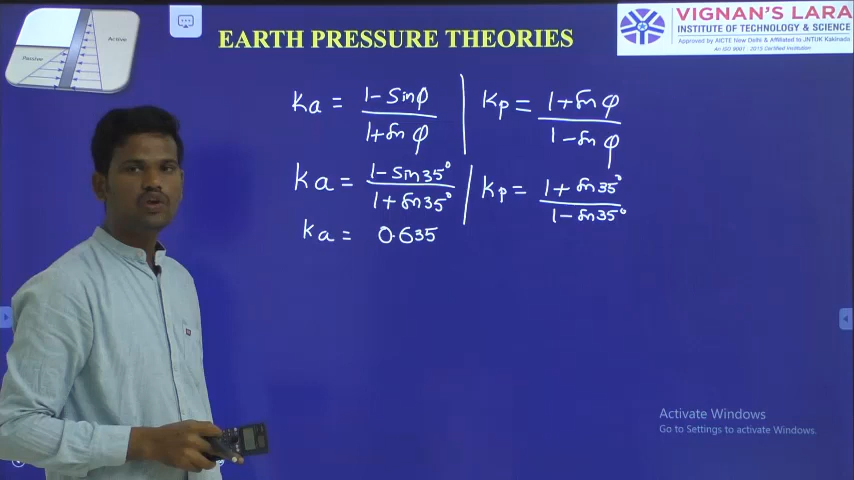 Passive
Active
EARTH PRESSURE THEORIES
VIGNAN'S LARA
INSTITUTE OF TECHNOLOGY & SCIENCE
Approved by AICTE New Delhi & Affiliated to JNTUK Kakinada
An ISO 9001 : 2015 Certified Institution
Ka = 1 - Sinφ / 1 + Sin φ | Kp = 1 + Sin φ / 1 - Sin φ
Ka = 1 - Sin35° / 1 + Sin35° | Kp = 1 + Sin35° / 1 - Sin35°
Ka = 0.635
Activate Windows
Go to Settings to activate Windows.